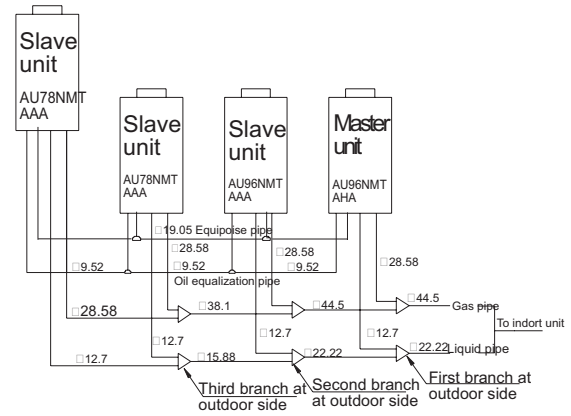 Slave
unit
AU78NMT
AAA
Slave
unit
AU78NMT
AAA
Slave
unit
AU96NMT
AAA
Master
unit
AU96NMT
AHA
□19.05 Equipoise pipe
□28.58
□28.58
□28.58
□9.52
□9.52
□9.52
Oil equalization pipe
□28.58
□38.1
□44.5
□44.5
Gas pipe
To indort unit
□12.7
□12.7
□12.7
□12.7
□15.88
□22.22
□22.22
Liquid pipe
Third branch at
outdoor side
Second branch
at outdoor side
First branch at
outdoor side